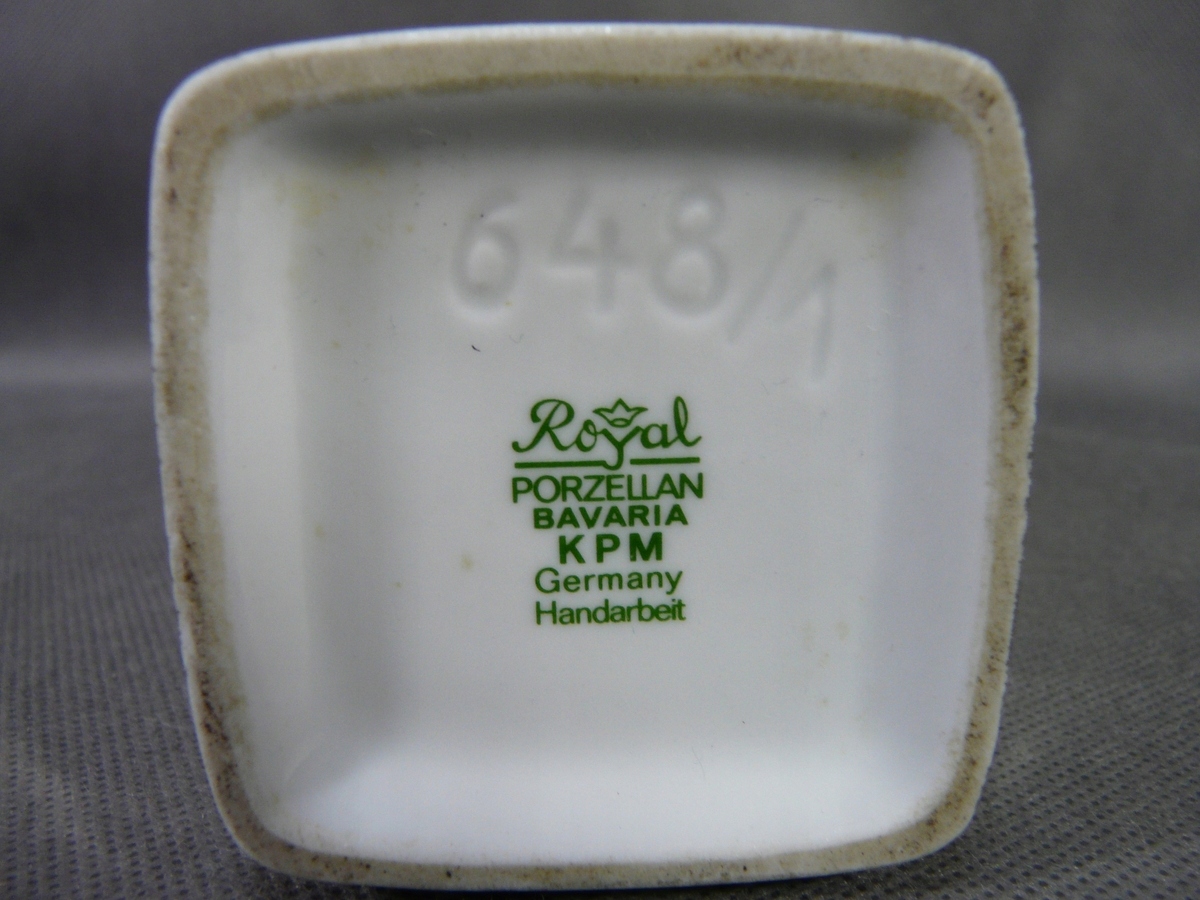 648/1
Royal
PORZELLAN
BAVARIA
KPM
Germany
Handarbeit